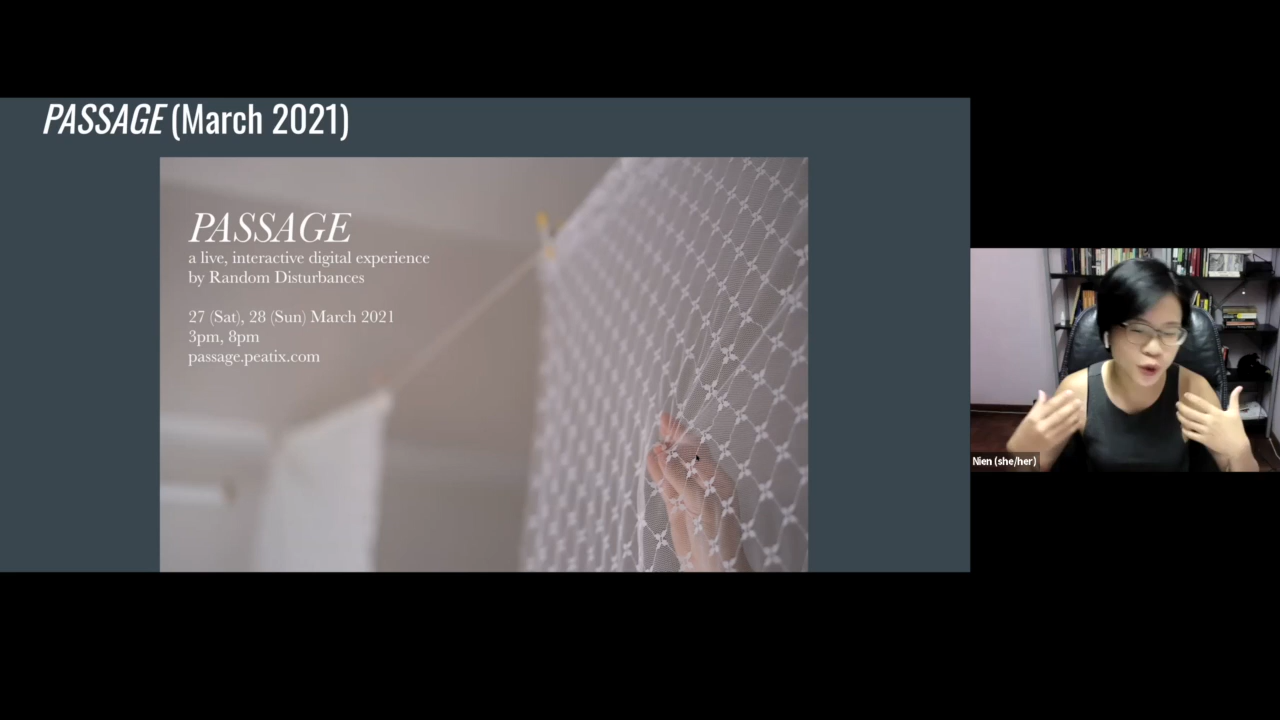 PASSAGE (March 2021)
PASSAGE
a live, interactive digital experience
by Random Disturbances
27 (Sat), 28 (Sun) March 2021
3pm, 8pm
passage.peatix.com
Nien (she/her)